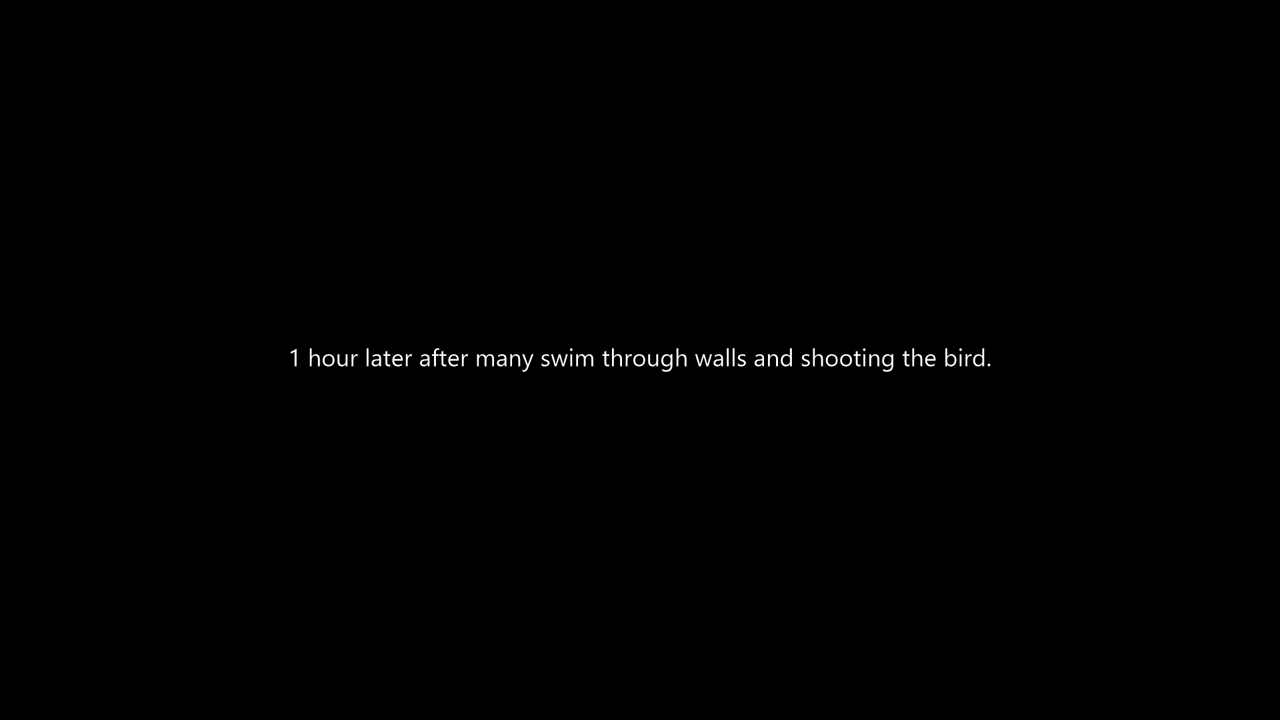 1 hour later after many swim through walls and shooting the bird.